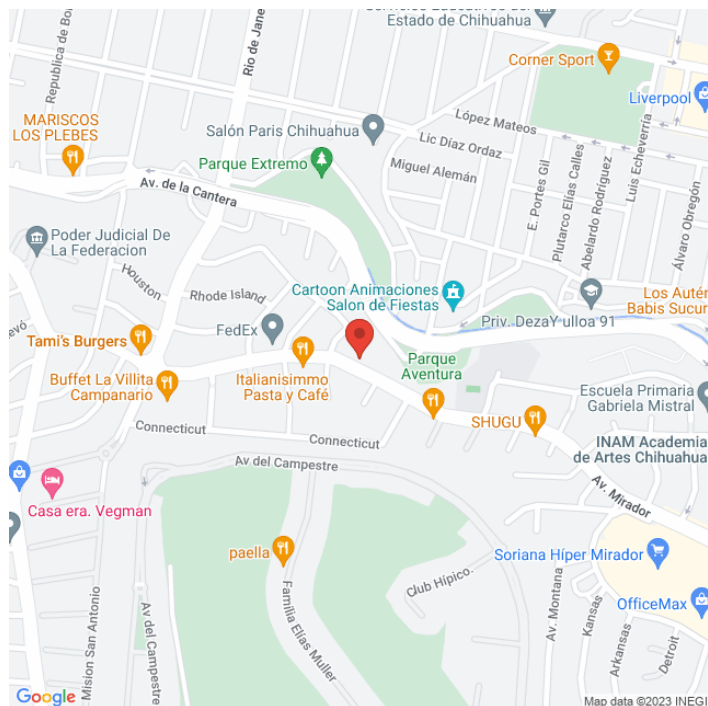 Estado de Chihuahua
Corner Sport
Republica de Bo
Rio de Jane
Liverpool
MARISCOS
LOS PLEBES
Salón Paris Chihuahua
López Mateos
Lic Díaz Ordaz
Parque Extremo
Miguel Alemán
E. Portes Gil
Plutarco Elías Calles
Abelardo Rodríguez
Luis Echeverría
Álvaro Obregón
Av. de la Cantera
Poder Judicial De
La Federacion
Houston
Rhode Island
Cartoon Animaciones
Salon de Fiestas
Los Autén
Babis Sucur
Priv. DezaY ulloa 91
evó
FedEx
Tami's Burgers
Parque
Aventura
Buffet La Villita
Campanario
Italianisimmo
Pasta y Café
Escuela Primaria
Gabriela Mistral
SHUGU
Connecticut
Connecticut
INAM Academia
de Artes Chihuahua
Av del Campestre
Av. Mirador
Casa era. Vegman
paella
Soriana Híper Mirador
Club Hípico.
OfficeMax
Mision San Antonio
Av del Campestre
Familia Elías Muller
Av. Montana
Kansas
Arkansas
Detroit
Google
Map data ©2023 INEGI